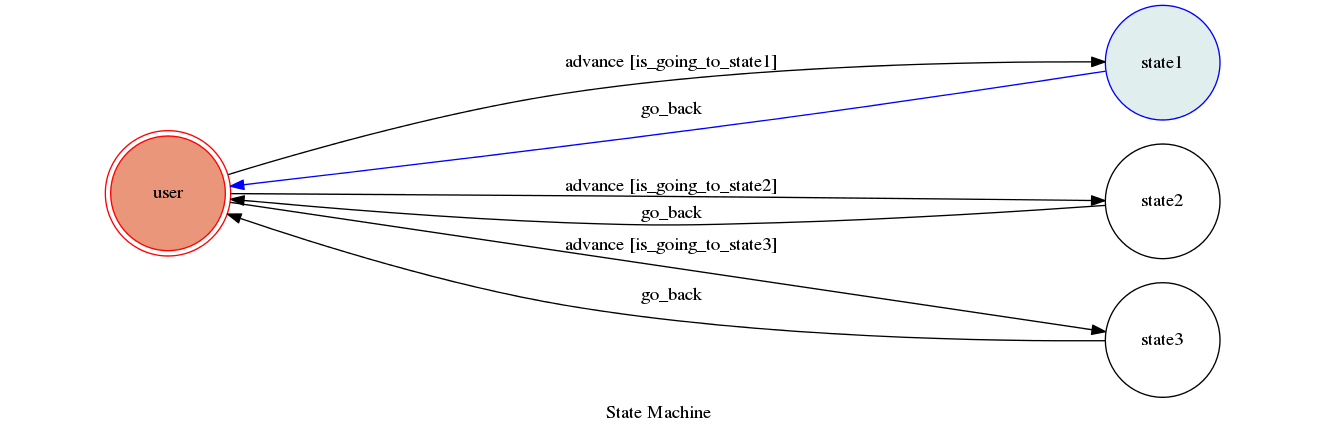 advance [is_going_to_state1]
state1
go_back
user
advance [is_going_to_state2]
state2
go_back
advance [is_going_to_state3]
go_back
state3
State Machine